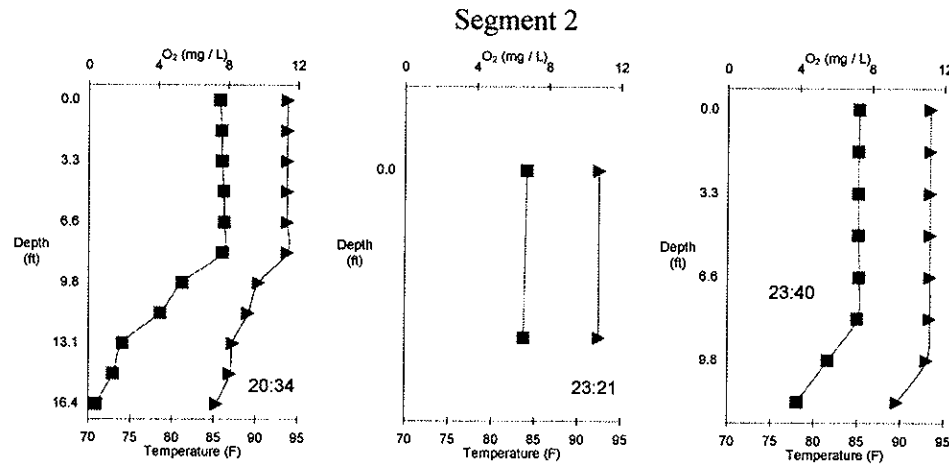 Segment 2
O₂ (mg / L)
0 4 8 12
0.0
3.3
6.6
Depth
(ft)
9.8
13.1
16.4
20:34
70 75 80 85 90 95
Temperature (F)
O₂ (mg / L)
0 4 8 12
0.0
Depth
(ft)
23:21
70 75 80 85 90 95
Temperature (F)
O₂ (mg / L)
0 4 8 12
0.0
3.3
Depth
(ft)
6.6
23:40
9.8
70 75 80 85 90 95
Temperature (F)